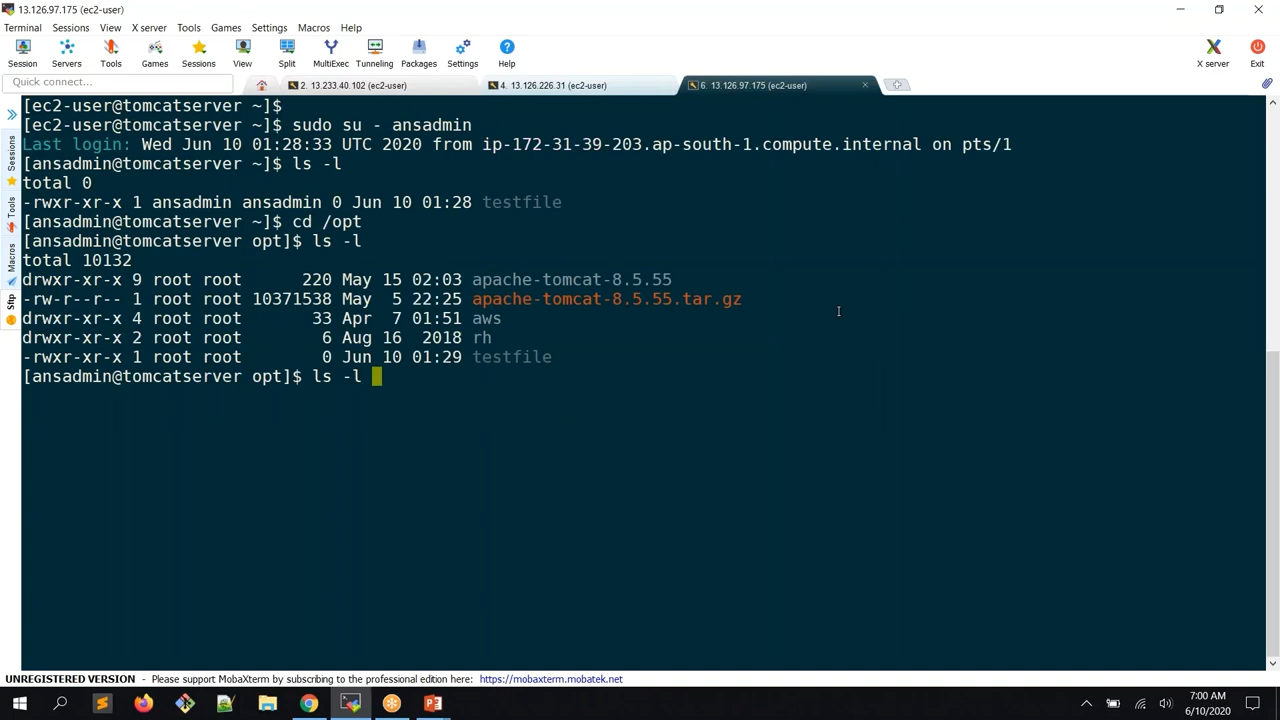 13.126.97.175 (ec2-user)
Terminal Sessions View X server Tools Games Settings Macros Help
Session Servers Tools Games Sessions View Split MultiExec Tunneling Packages Settings Help X server Exit
Quick connect...
2. 13.233.40.102 (ec2-user)
4. 13.126.226.31 (ec2-user)
6. 13.126.97.175 (ec2-user)
Sessions
Tools
Macros
Sftp
[ec2-user@tomcatserver ~]$
[ec2-user@tomcatserver ~]$ sudo su - ansadmin
Last login: Wed Jun 10 01:28:33 UTC 2020 from ip-172-31-39-203.ap-south-1.compute.internal on pts/1
[ansadmin@tomcatserver ~]$ ls -l
total 0
-rwxr-xr-x 1 ansadmin ansadmin 0 Jun 10 01:28 testfile
[ansadmin@tomcatserver ~]$ cd /opt
[ansadmin@tomcatserver opt]$ ls -l
total 10132
drwxr-xr-x 9 root root      220 May 15 02:03 apache-tomcat-8.5.55
-rw-r--r-- 1 root root 10371538 May  5 22:25 apache-tomcat-8.5.55.tar.gz
drwxr-xr-x 4 root root       33 Apr  7 01:51 aws
drwxr-xr-x 2 root root        6 Aug 16  2018 rh
-rwxr-xr-x 1 root root        0 Jun 10 01:29 testfile
[ansadmin@tomcatserver opt]$ ls -l
UNREGISTERED VERSION - Please support MobaXterm by subscribing to the professional edition here: https://mobaxterm.mobatek.net
7:00 AM
6/10/2020